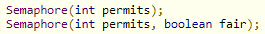 Semaphore(int permits);
Semaphore(int permits, boolean fair);